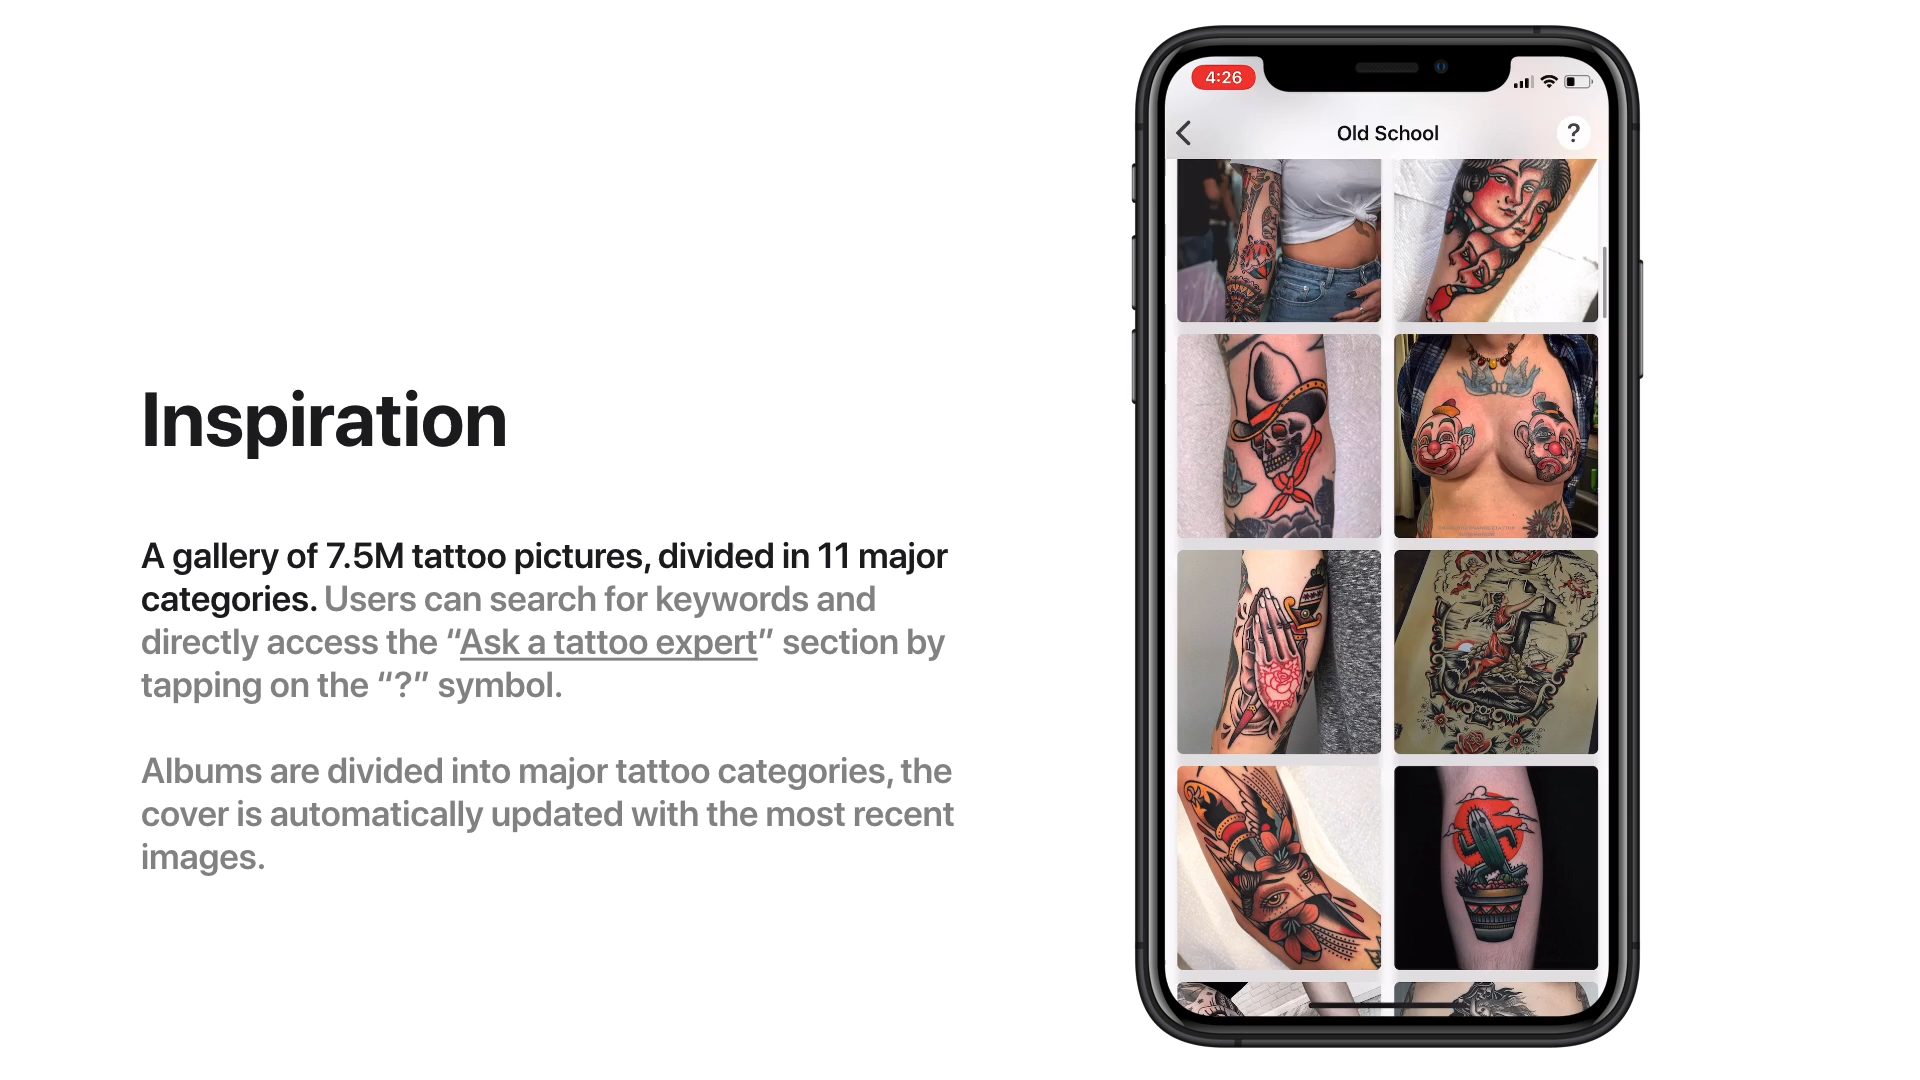 Inspiration
A gallery of 7.5M tattoo pictures, divided in 11 major
categories. Users can search for keywords and
directly access the “Ask a tattoo expert” section by
tapping on the “?” symbol.
Albums are divided into major tattoo categories, the
cover is automatically updated with the most recent
images.
4:26
Old School
?